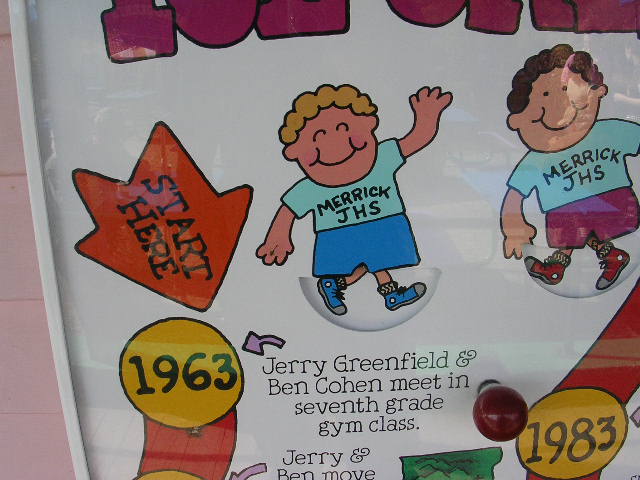 MERRICK
JHS
MERRICK
JHS
START
HERE
1963
Jerry Greenfield &
Ben Cohen meet in
seventh grade
gym class.
1983
Jerry &
Ben move